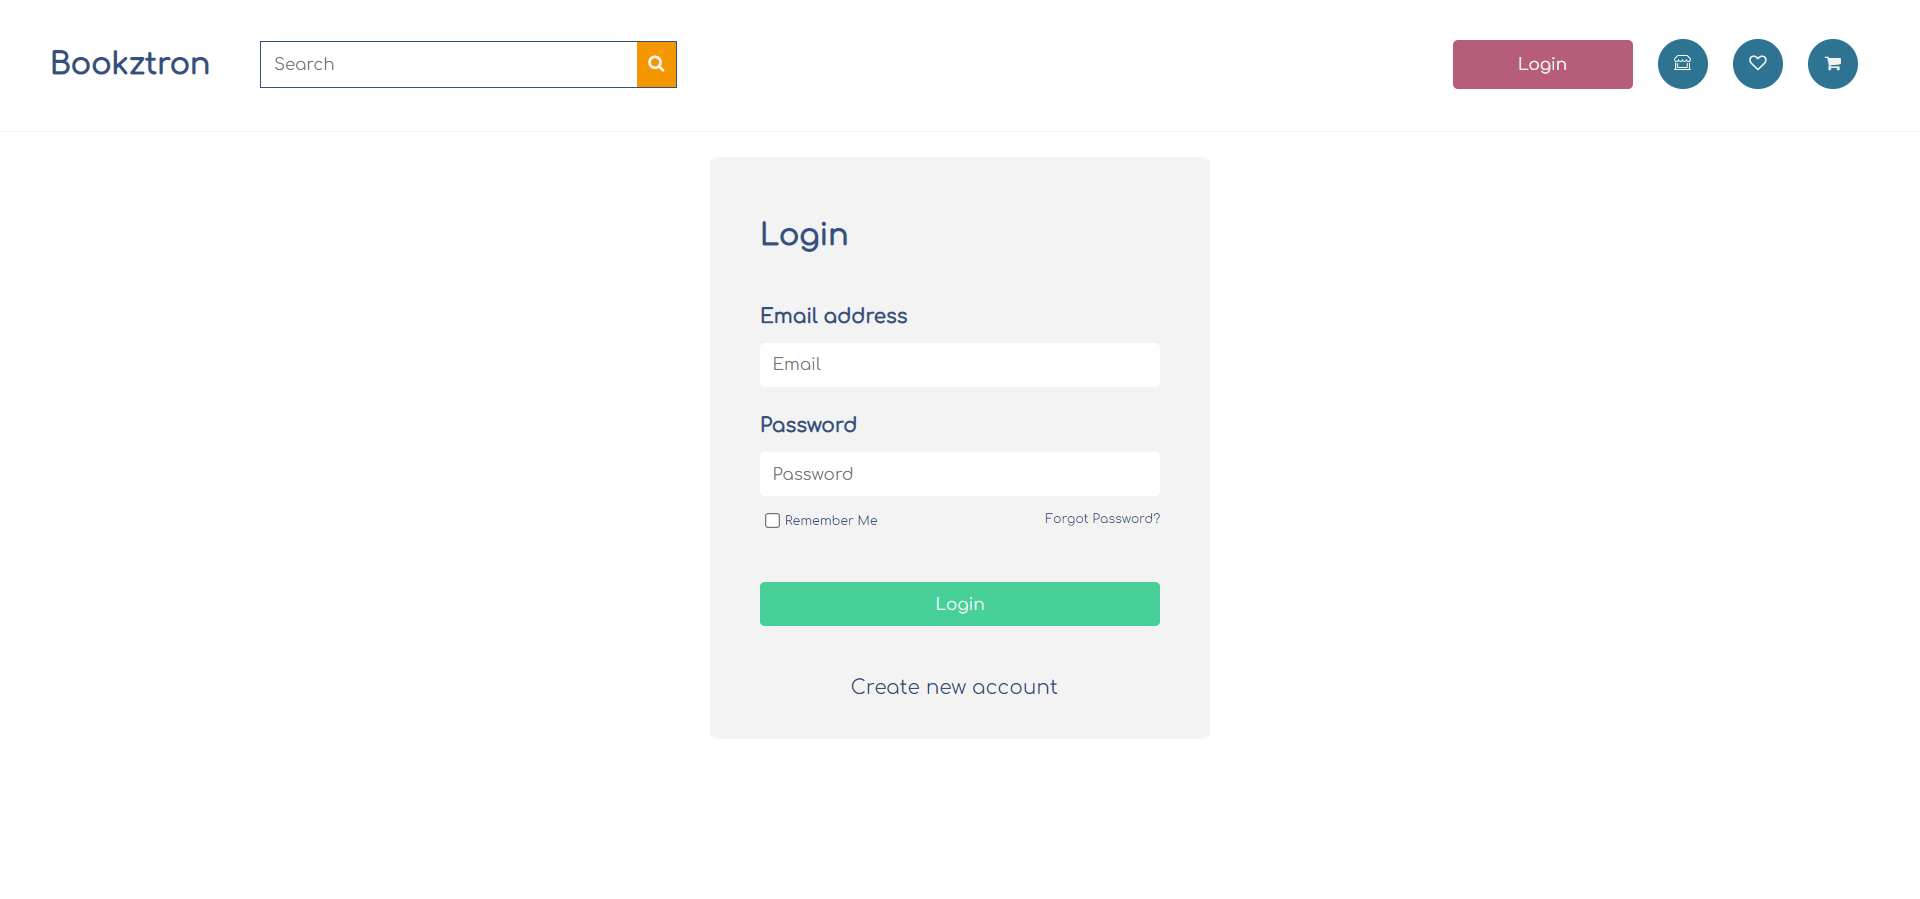 Bookztron
Search
Login
Login
Email address
Email
Password
Password
Remember Me
Forgot Password?
Login
Create new account